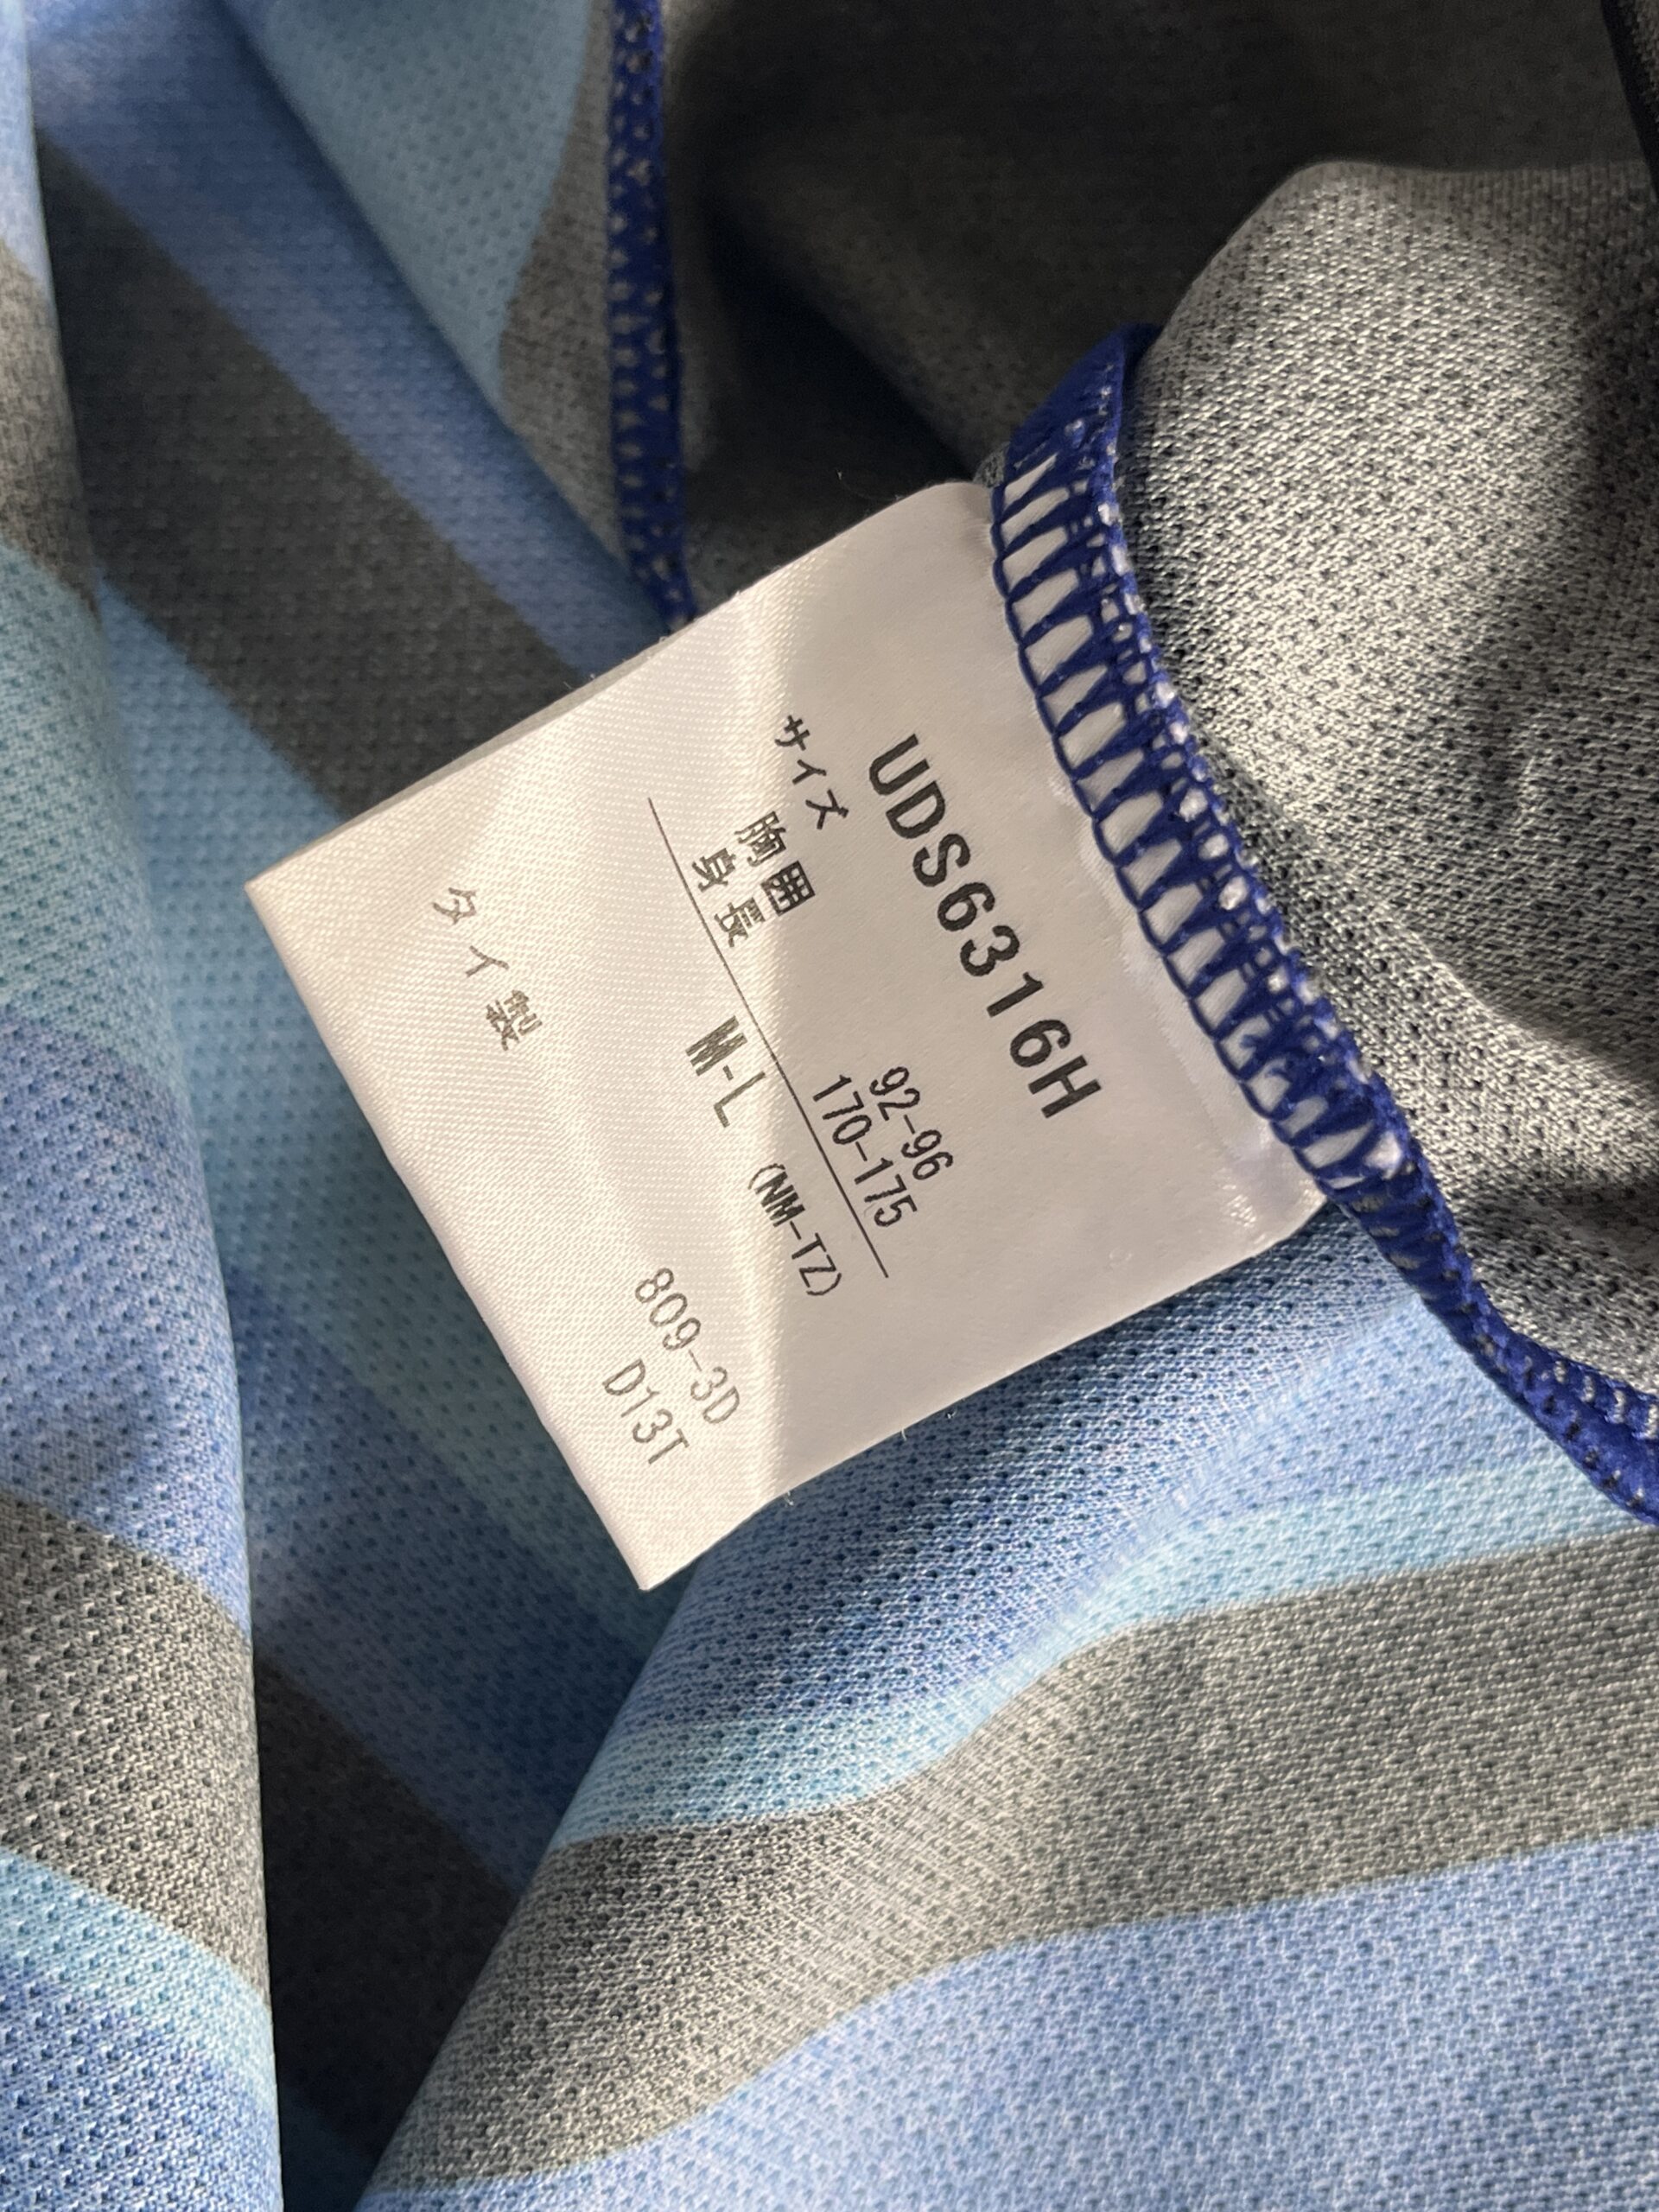 UDS6316H
サイズ
胸囲 92-96
身長 170-175
M-L (NM-TZ)
809-3D
タイ製 D13T